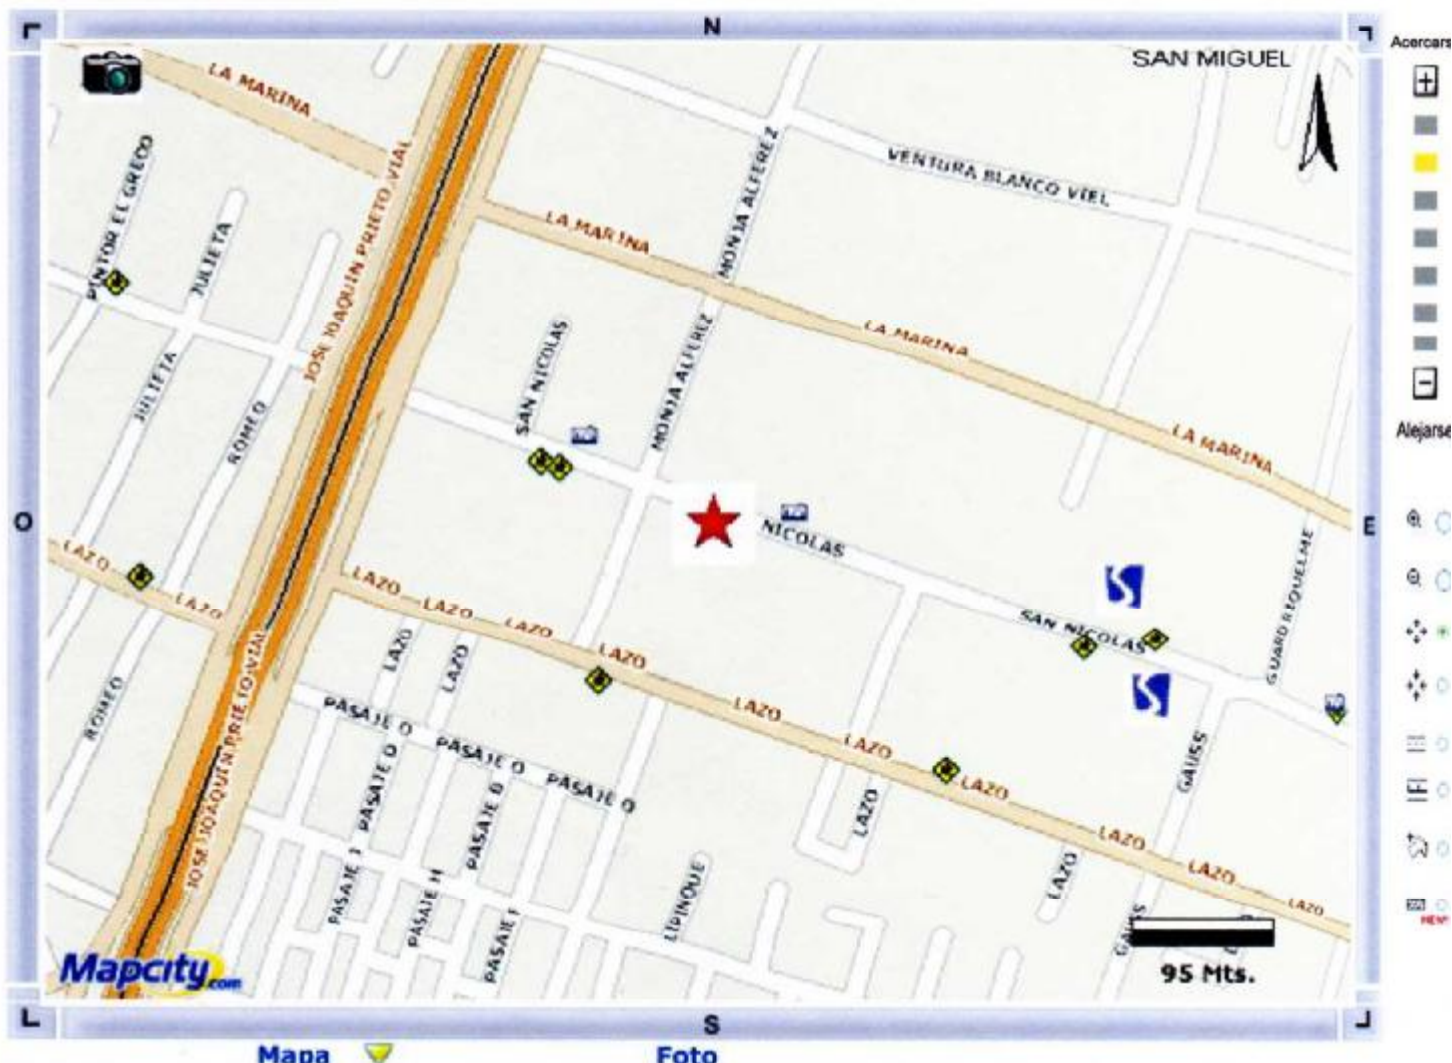 N
SAN MIGUEL
Acercars
LA MARINA
VENTURA BLANCO VIEL
MONJA ALFEREZ
JOSE JOAQUIN PRIETO VIAL
PINTOR EL GRECO
JULIETA
LA MARINA
LA MARINA
SAN NICOLAS
MONJA ALFEREZ
JULIETA
ROMEO
LA MARINA
Alejarse
O
E
NICOLAS
LAZO
LAZO
LAZO
LAZO
LAZO
LAZO
SAN NICOLAS
GUARD RIQUELME
LAZO
LAZO
JOSE JOAQUIN PRIETO VIAL
ROMEO
PASAJE O
PASAJE O
PASAJE O
LAZO
LAZO
LAZO
GAUSS
PASAJE O
PASAJE B
LAZO
LAZO
LAZO
LAZO
LAZO
PASAJE J
PASAJE H
PASAJE F
GAUSS
95 Mts.
Mapcity.com
S
Mapa
Foto